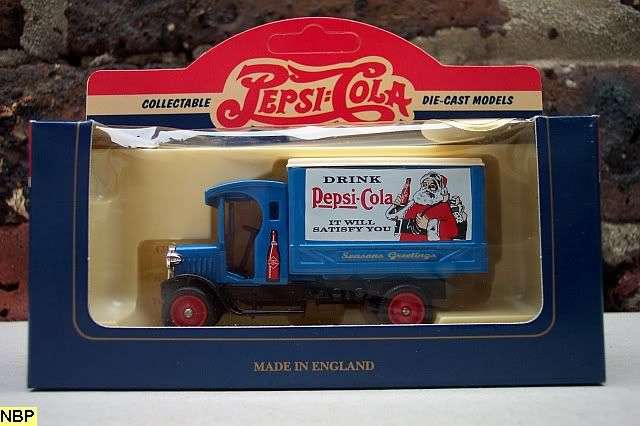 PEPSI=COLA
COLLECTABLE
DIE-CAST MODELS
DRINK
Pepsi-Cola
IT WILL
SATISFY YOU
Seasons Greetings
MADE IN ENGLAND
NBP